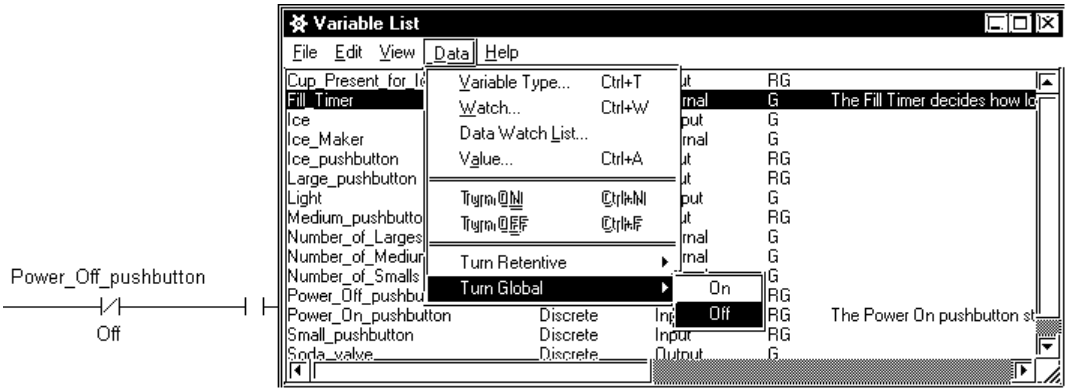 Variable List
File Edit View Data Help
Cup_Present_for RG
Fill_Timer G The Fill Timer decides how lo
Ice G
Ice_Maker G
Ice_pushbutton RG
Large_pushbutton RG
Light G
Medium_pushbutto RG
Number_of_Larges G
Number_of_Mediur G
Number_of_Smalls G
Power_Off_pushbu RG
Power_On_pushbutton Discrete Inp RG The Power On pushbutton st
Small_pushbutton Discrete Input RG
Soda_valve Discrete Output G
Variable Type... Ctrl+T
Watch... Ctrl+W
Data Watch List...
Value... Ctrl+A
Turn ON Ctrl+N
Turn OFF Ctrl+F
Turn Retentive
Turn Global
On
Off
Power_Off_pushbutton
Off